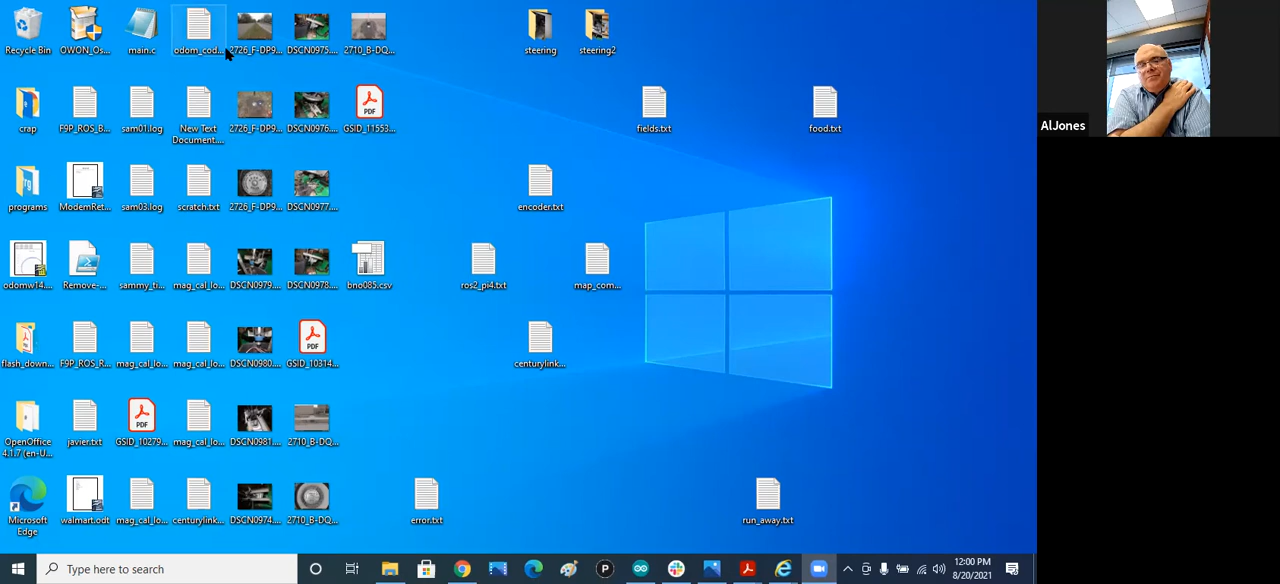 Recycle Bin
OWON_Os...
main.c
odom_cod...
2726_F-DP9...
DSCN0975....
2710_B-DQ...
steering
steering2
AlJones
crap
F9P_ROS_B...
sam01.log
New Text
Document....
2726_F-DP9...
DSCN0976....
PDF
GSID_11553...
fields.txt
food.txt
programs
ModemRet...
sam03.log
scratch.txt
2726_F-DP9...
DSCN0977....
encoder.txt
odomw14....
Remove-...
sammy_ti...
mag_cal_lo...
DSCN0979....
DSCN0978....
bno085.csv
ros2_pi4.txt
map_com...
flash_down...
F9P_ROS_R...
mag_cal_lo...
mag_cal_lo...
DSCN0980....
PDF
GSID_10314...
centurylink...
OpenOffice
4.1.7 (en-U...
javier.txt
PDF
GSID_10279...
mag_cal_lo...
DSCN0981....
2710_B-DQ...
Microsoft
Edge
walmart.odt
mag_cal_lo...
centurylink...
DSCN0974....
2710_B-DQ...
error.txt
run_away.txt
Type here to search
12:00 PM
8/20/2021